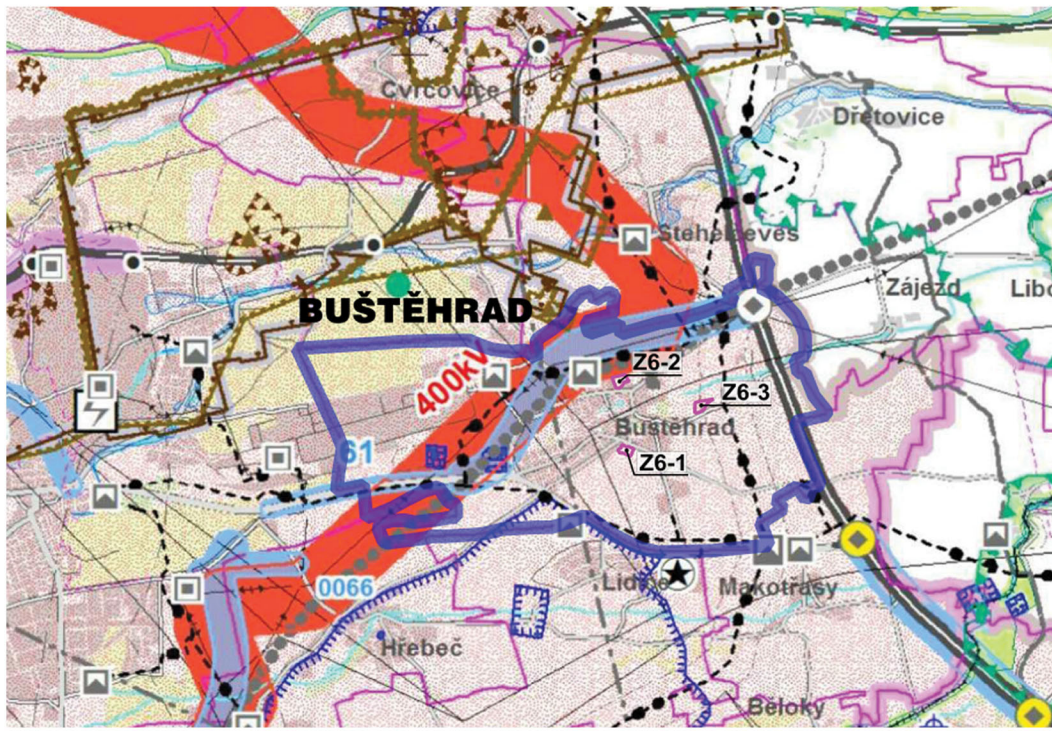 Cvrčovice
Dřetovice
Stehelčeves
Zájezd
BUŠTĚHRAD
400kV
Z6-2
Z6-3
Buštěhrad
61
Z6-1
Lidice
Makotřasy
0066
Hřebeč
Běloky